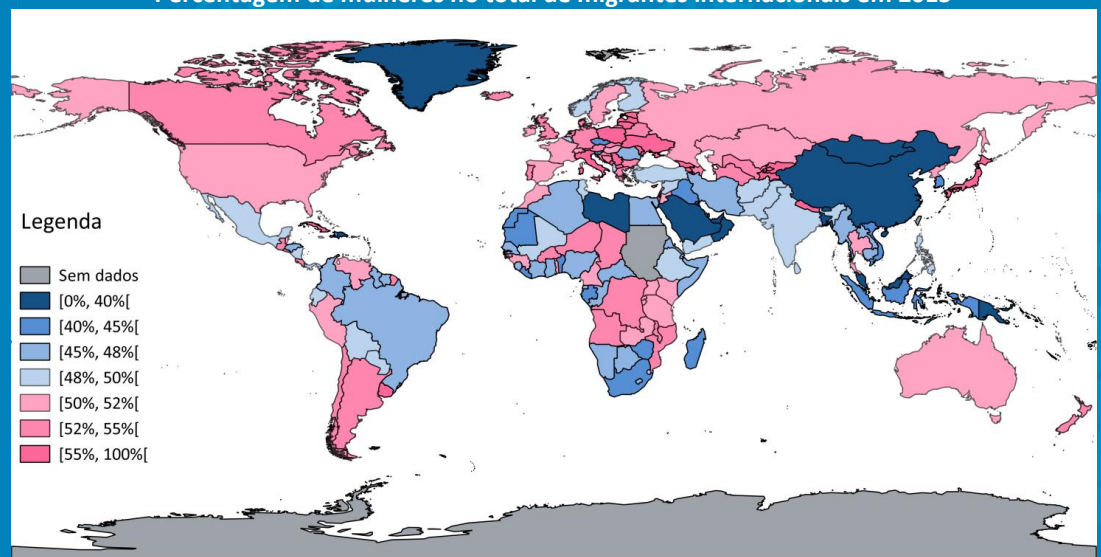 Percentagem de mulheres no total de migrantes internacionais em 2015
Legenda
Sem dados
[0%, 40%[
[40%, 45%[
[45%, 48%[
[48%, 50%[
[50%, 52%[
[52%, 55%[
[55%, 100%[